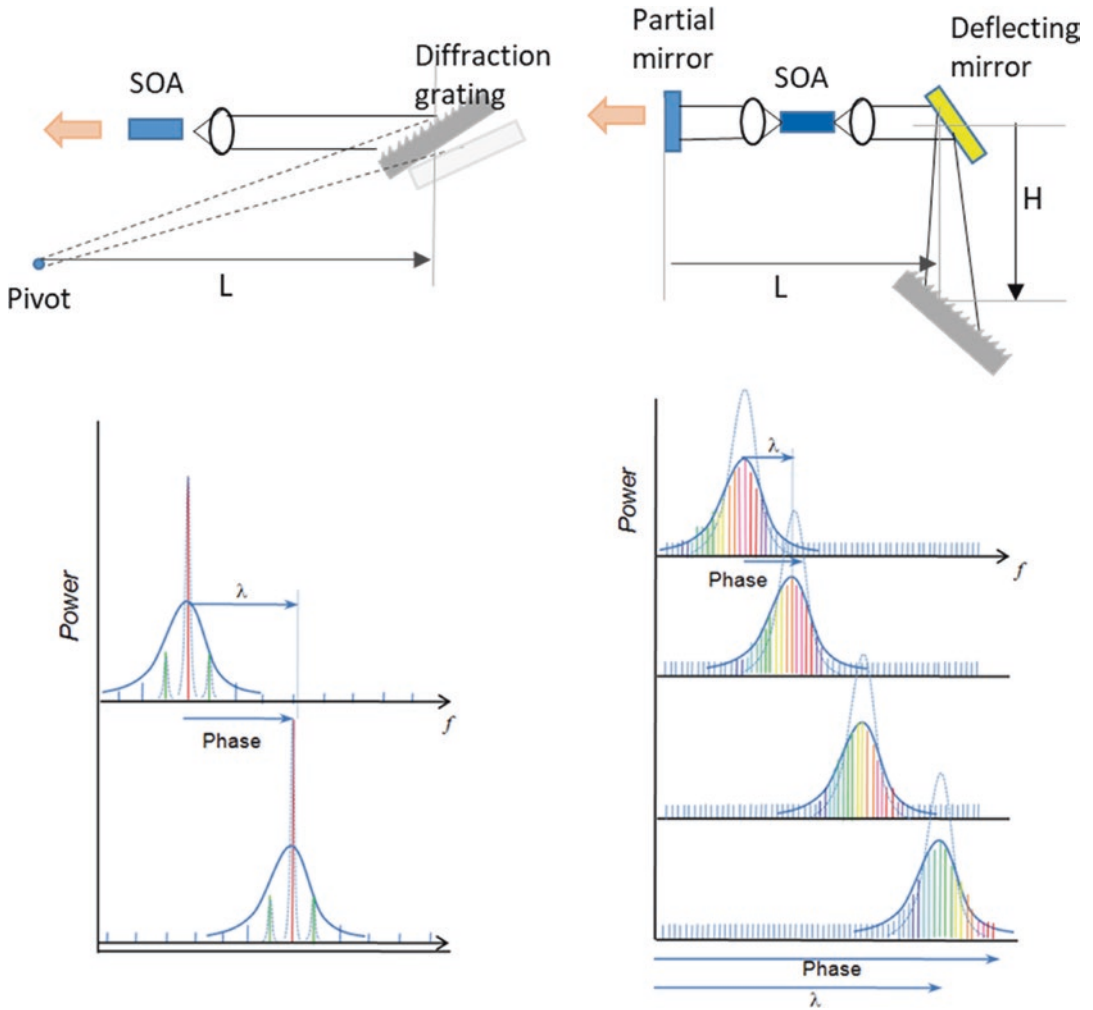 SOA
Diffraction
grating
L
Pivot
Partial
mirror
SOA
Deflecting
mirror
H
L
Power
λ
f
Phase
Power
λ
f
Phase
Phase
λ